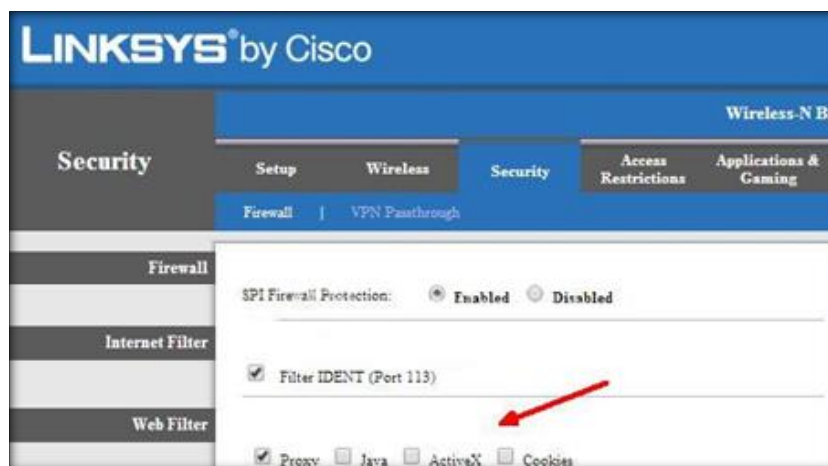 LINKSYS® by Cisco
Wireless-N B
Security
Setup Wireless Security Access Restrictions Applications & Gaming
Firewall | VPN Passthrough
Firewall
SPI Firewall Protection: Enabled Disabled
Internet Filter
Filter IDENT (Port 113)
Web Filter
Proxy Java ActiveX Cookies